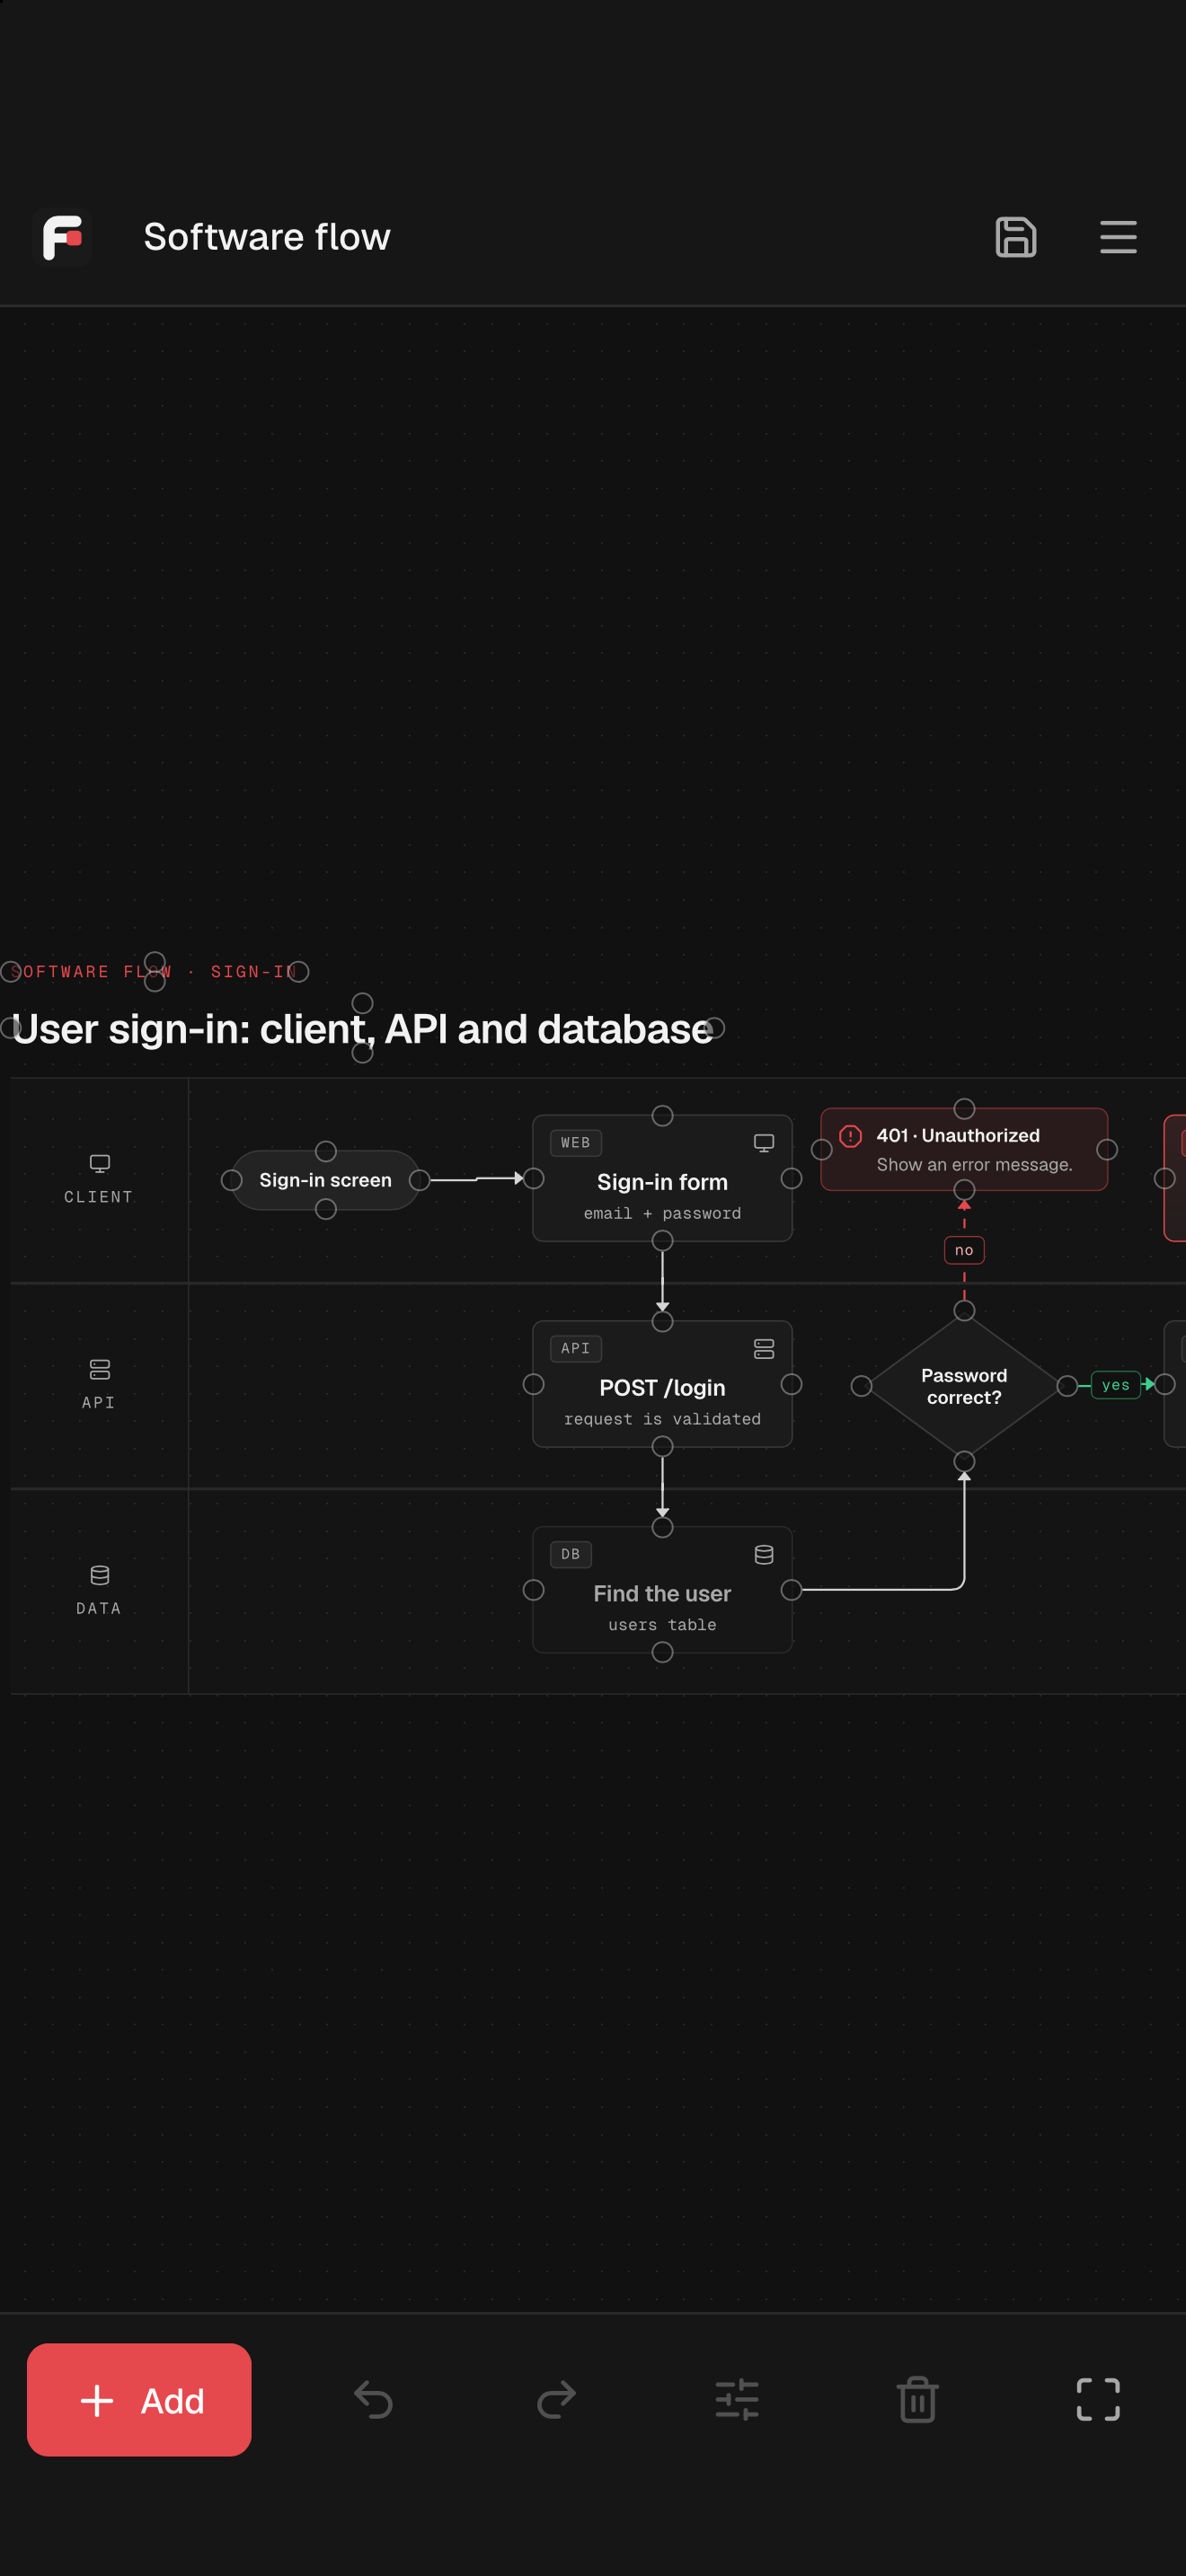 Software flow
SOFTWARE FLOW · SIGN-IN
User sign-in: client, API and database
CLIENT
Sign-in screen
WEB
Sign-in form
email + password
401 · Unauthorized
Show an error message.
no
API
API
POST /login
request is validated
Password
correct?
yes
DATA
DB
Find the user
users table
Add